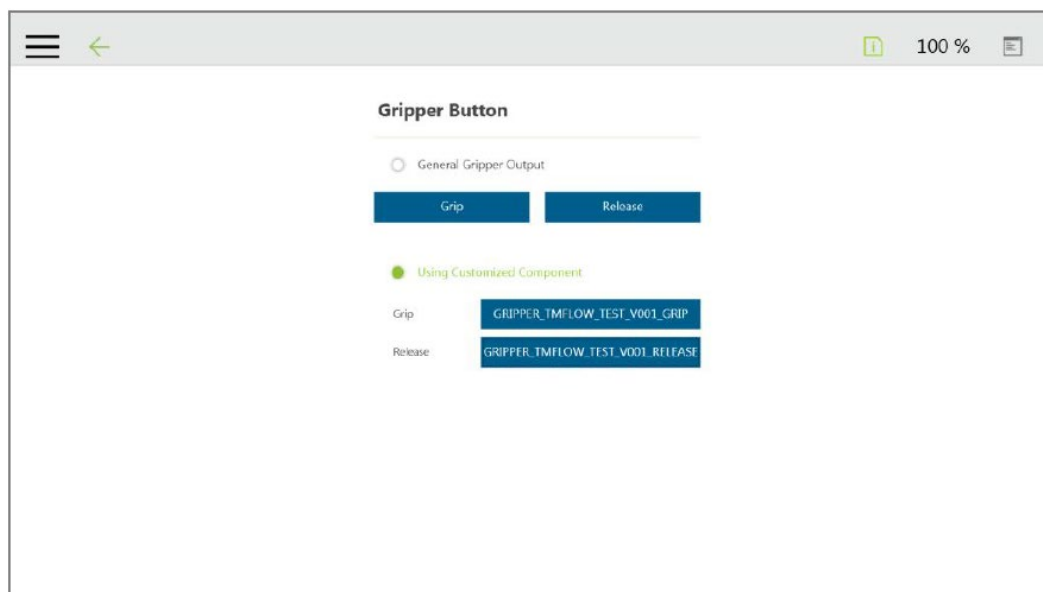 100 %
Gripper Button
General Gripper Output
Grip Release
Using Customized Component
Grip GRIPPER_TMFLOW_TEST_V001_GRIP
Release GRIPPER_TMFLOW_TEST_V001_RELEASE